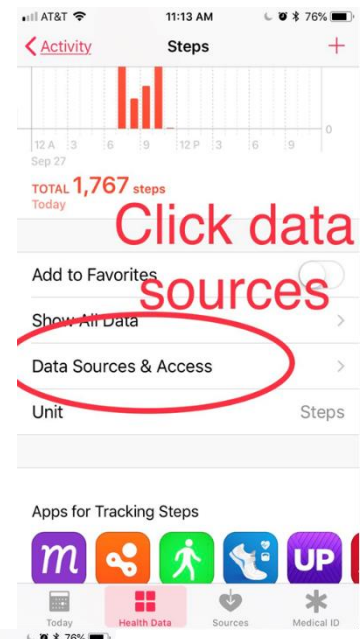 AT&T 11:13 AM 76%
Activity Steps +
0
12 A 3 6 9 12 P 3 6 9
Sep 27
TOTAL 1,767 steps
Today
Click data
sources
Add to Favorites
Show All Data
Data Sources & Access
Unit Steps
Apps for Tracking Steps
m UP
Today Health Data Sources Medical ID
76%